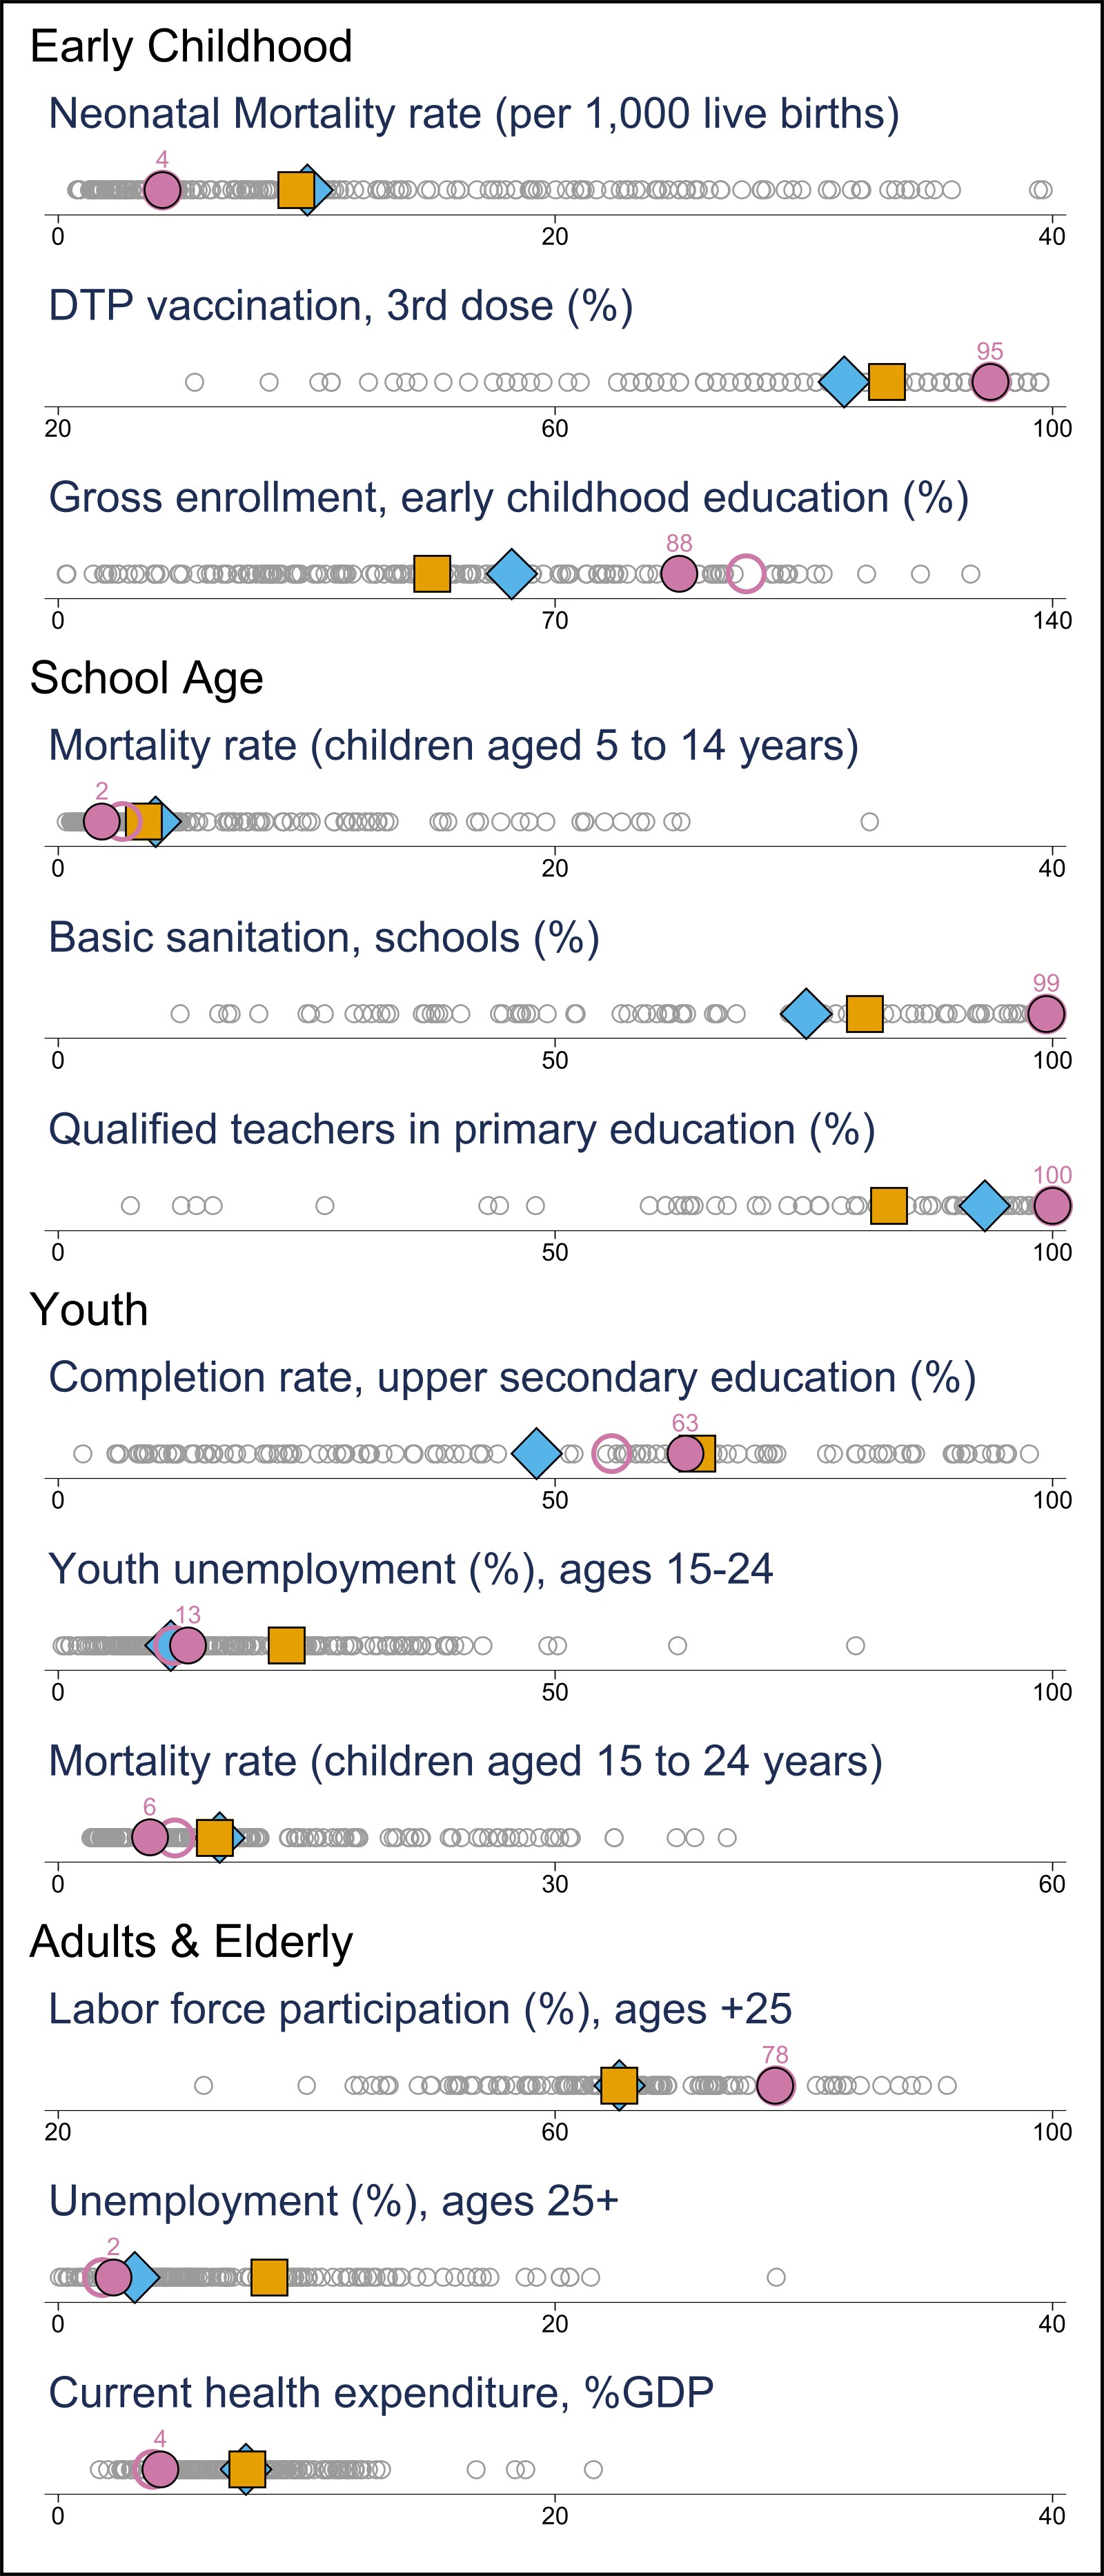 Early Childhood
Neonatal Mortality rate (per 1,000 live births)
4
0 20 40
DTP vaccination, 3rd dose (%)
95
20 60 100
Gross enrollment, early childhood education (%)
88
0 70 140
School Age
Mortality rate (children aged 5 to 14 years)
2
0 20 40
Basic sanitation, schools (%)
99
0 50 100
Qualified teachers in primary education (%)
100
0 50 100
Youth
Completion rate, upper secondary education (%)
63
0 50 100
Youth unemployment (%), ages 15-24
13
0 50 100
Mortality rate (children aged 15 to 24 years)
6
0 30 60
Adults & Elderly
Labor force participation (%), ages +25
78
20 60 100
Unemployment (%), ages 25+
2
0 20 40
Current health expenditure, %GDP
4
0 20 40